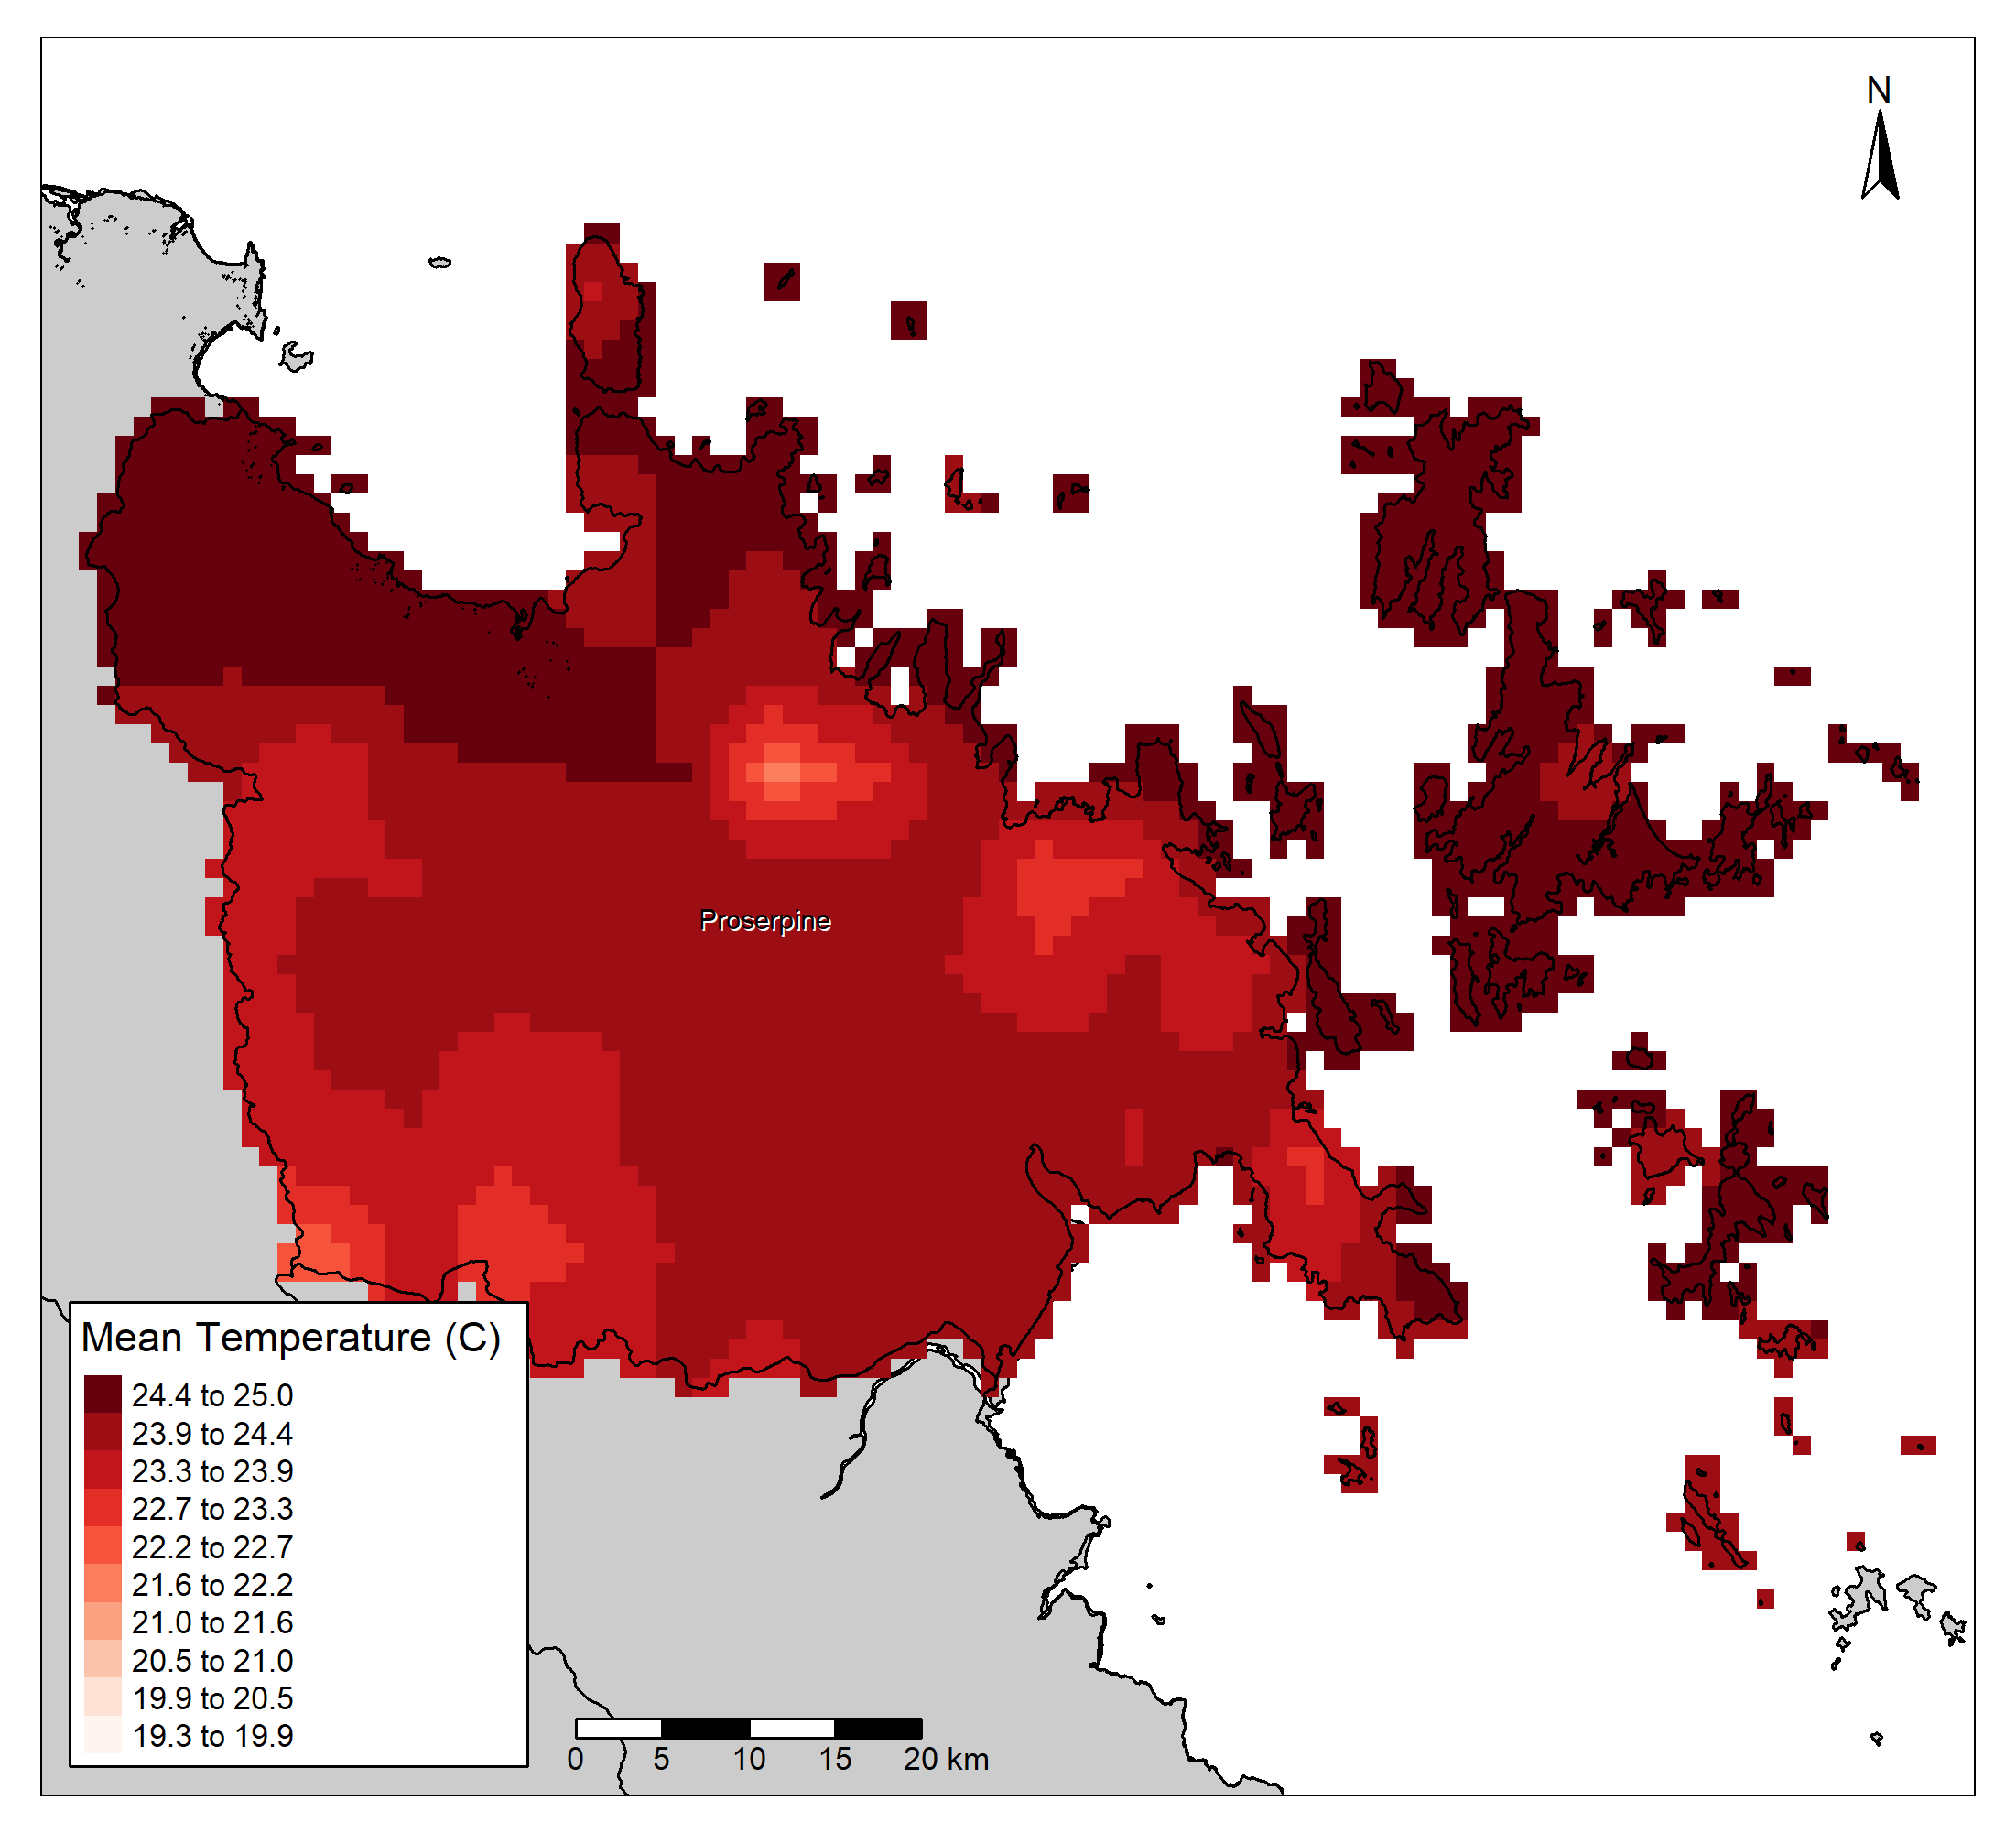 N
Proserpine
Mean Temperature (C)
24.4 to 25.0
23.9 to 24.4
23.3 to 23.9
22.7 to 23.3
22.2 to 22.7
21.6 to 22.2
21.0 to 21.6
20.5 to 21.0
19.9 to 20.5
19.3 to 19.9
0 5 10 15 20 km